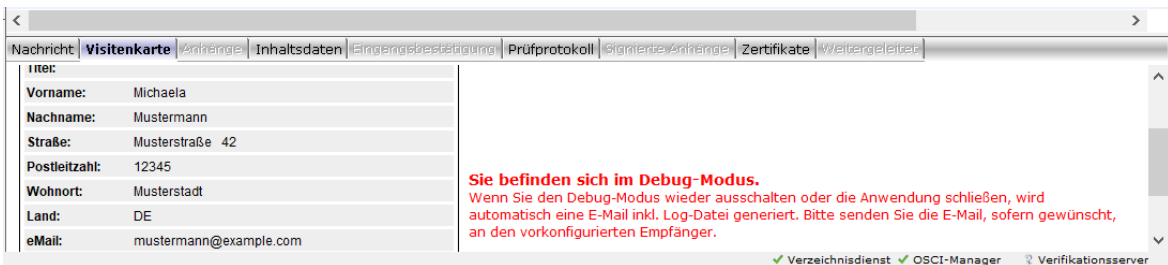 Nachricht Visitenkarte Anhänge Inhaltsdaten Eingangsbestätigung Prüfprotokoll Signierte Anhänge Zertifikate Weitergeleitet
Titel:
Vorname: Michaela
Nachname: Mustermann
Straße: Musterstraße 42
Postleitzahl: 12345
Wohnort: Musterstadt
Land: DE
eMail: mustermann@example.com
Sie befinden sich im Debug-Modus.
Wenn Sie den Debug-Modus wieder ausschalten oder die Anwendung schließen, wird
automatisch eine E-Mail inkl. Log-Datei generiert. Bitte senden Sie die E-Mail, sofern gewünscht,
an den vorkonfigurierten Empfänger.
Verzeichnisdienst OSCI-Manager Verifikationsserver